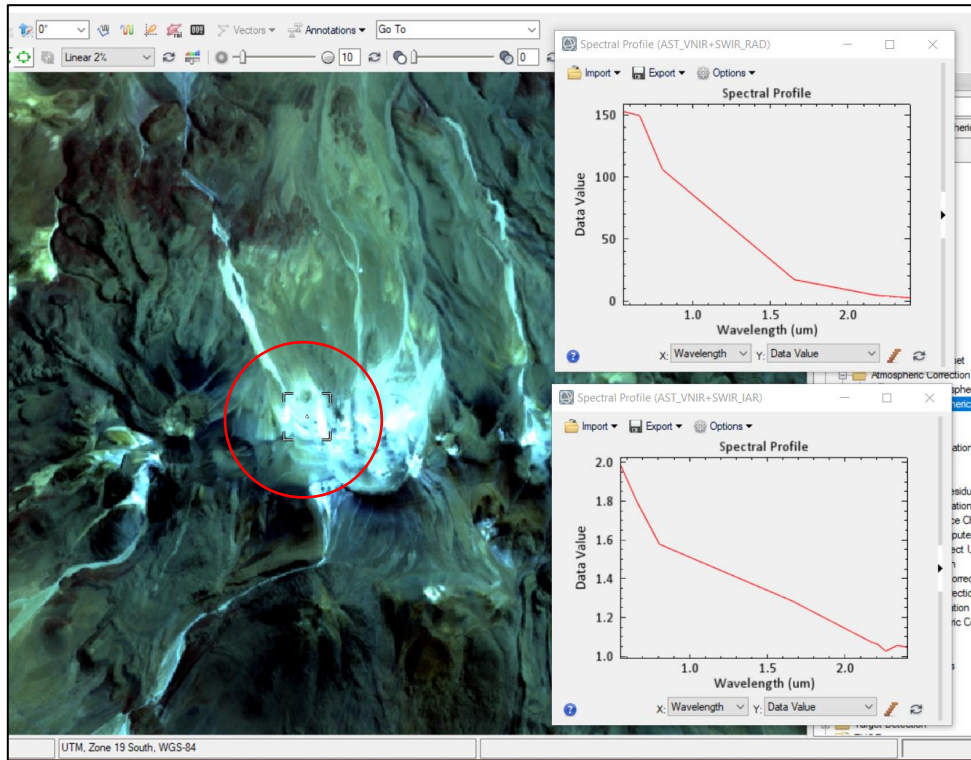 0° Vectors Annotations Go To
Linear 2% 10 0
Spectral Profile (AST_VNIR+SWIR_RAD)
Import Export Options
Spectral Profile
150
100
50
0
Data Value
1.0 1.5 2.0
Wavelength (um)
X: Wavelength Y: Data Value
Atmospheric Correction
Spectral Profile (AST_VNIR+SWIR_IAR)
Import Export Options
Spectral Profile
2.0
1.8
1.6
1.4
1.2
1.0
Data Value
1.0 1.5 2.0
Wavelength (um)
X: Wavelength Y: Data Value
Target Detection
UTM, Zone 19 South, WGS-84